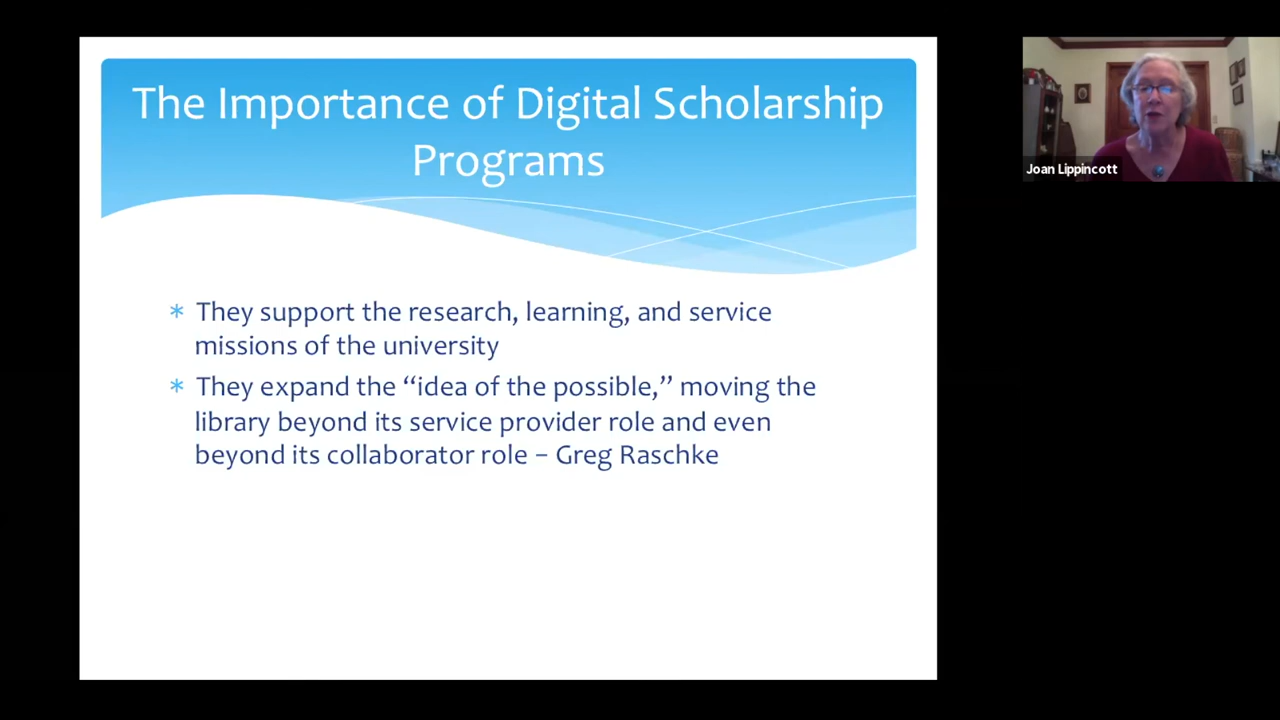 The Importance of Digital Scholarship
Programs
* They support the research, learning, and service
missions of the university
* They expand the “idea of the possible,” moving the
library beyond its service provider role and even
beyond its collaborator role – Greg Raschke
Joan Lippincott